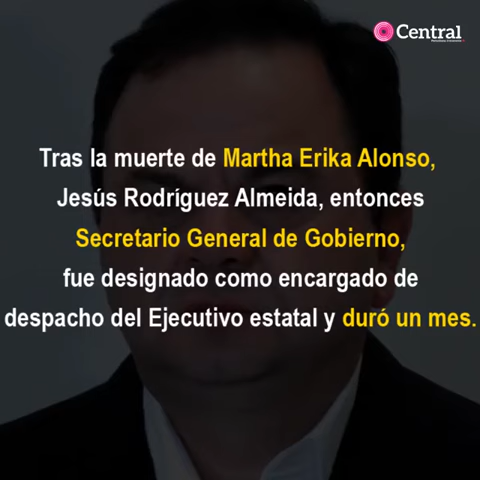 Central
Tras la muerte de Martha Erika Alonso,
Jesús Rodríguez Almeida, entonces
Secretario General de Gobierno,
fue designado como encargado de
despacho del Ejecutivo estatal y duró un mes.